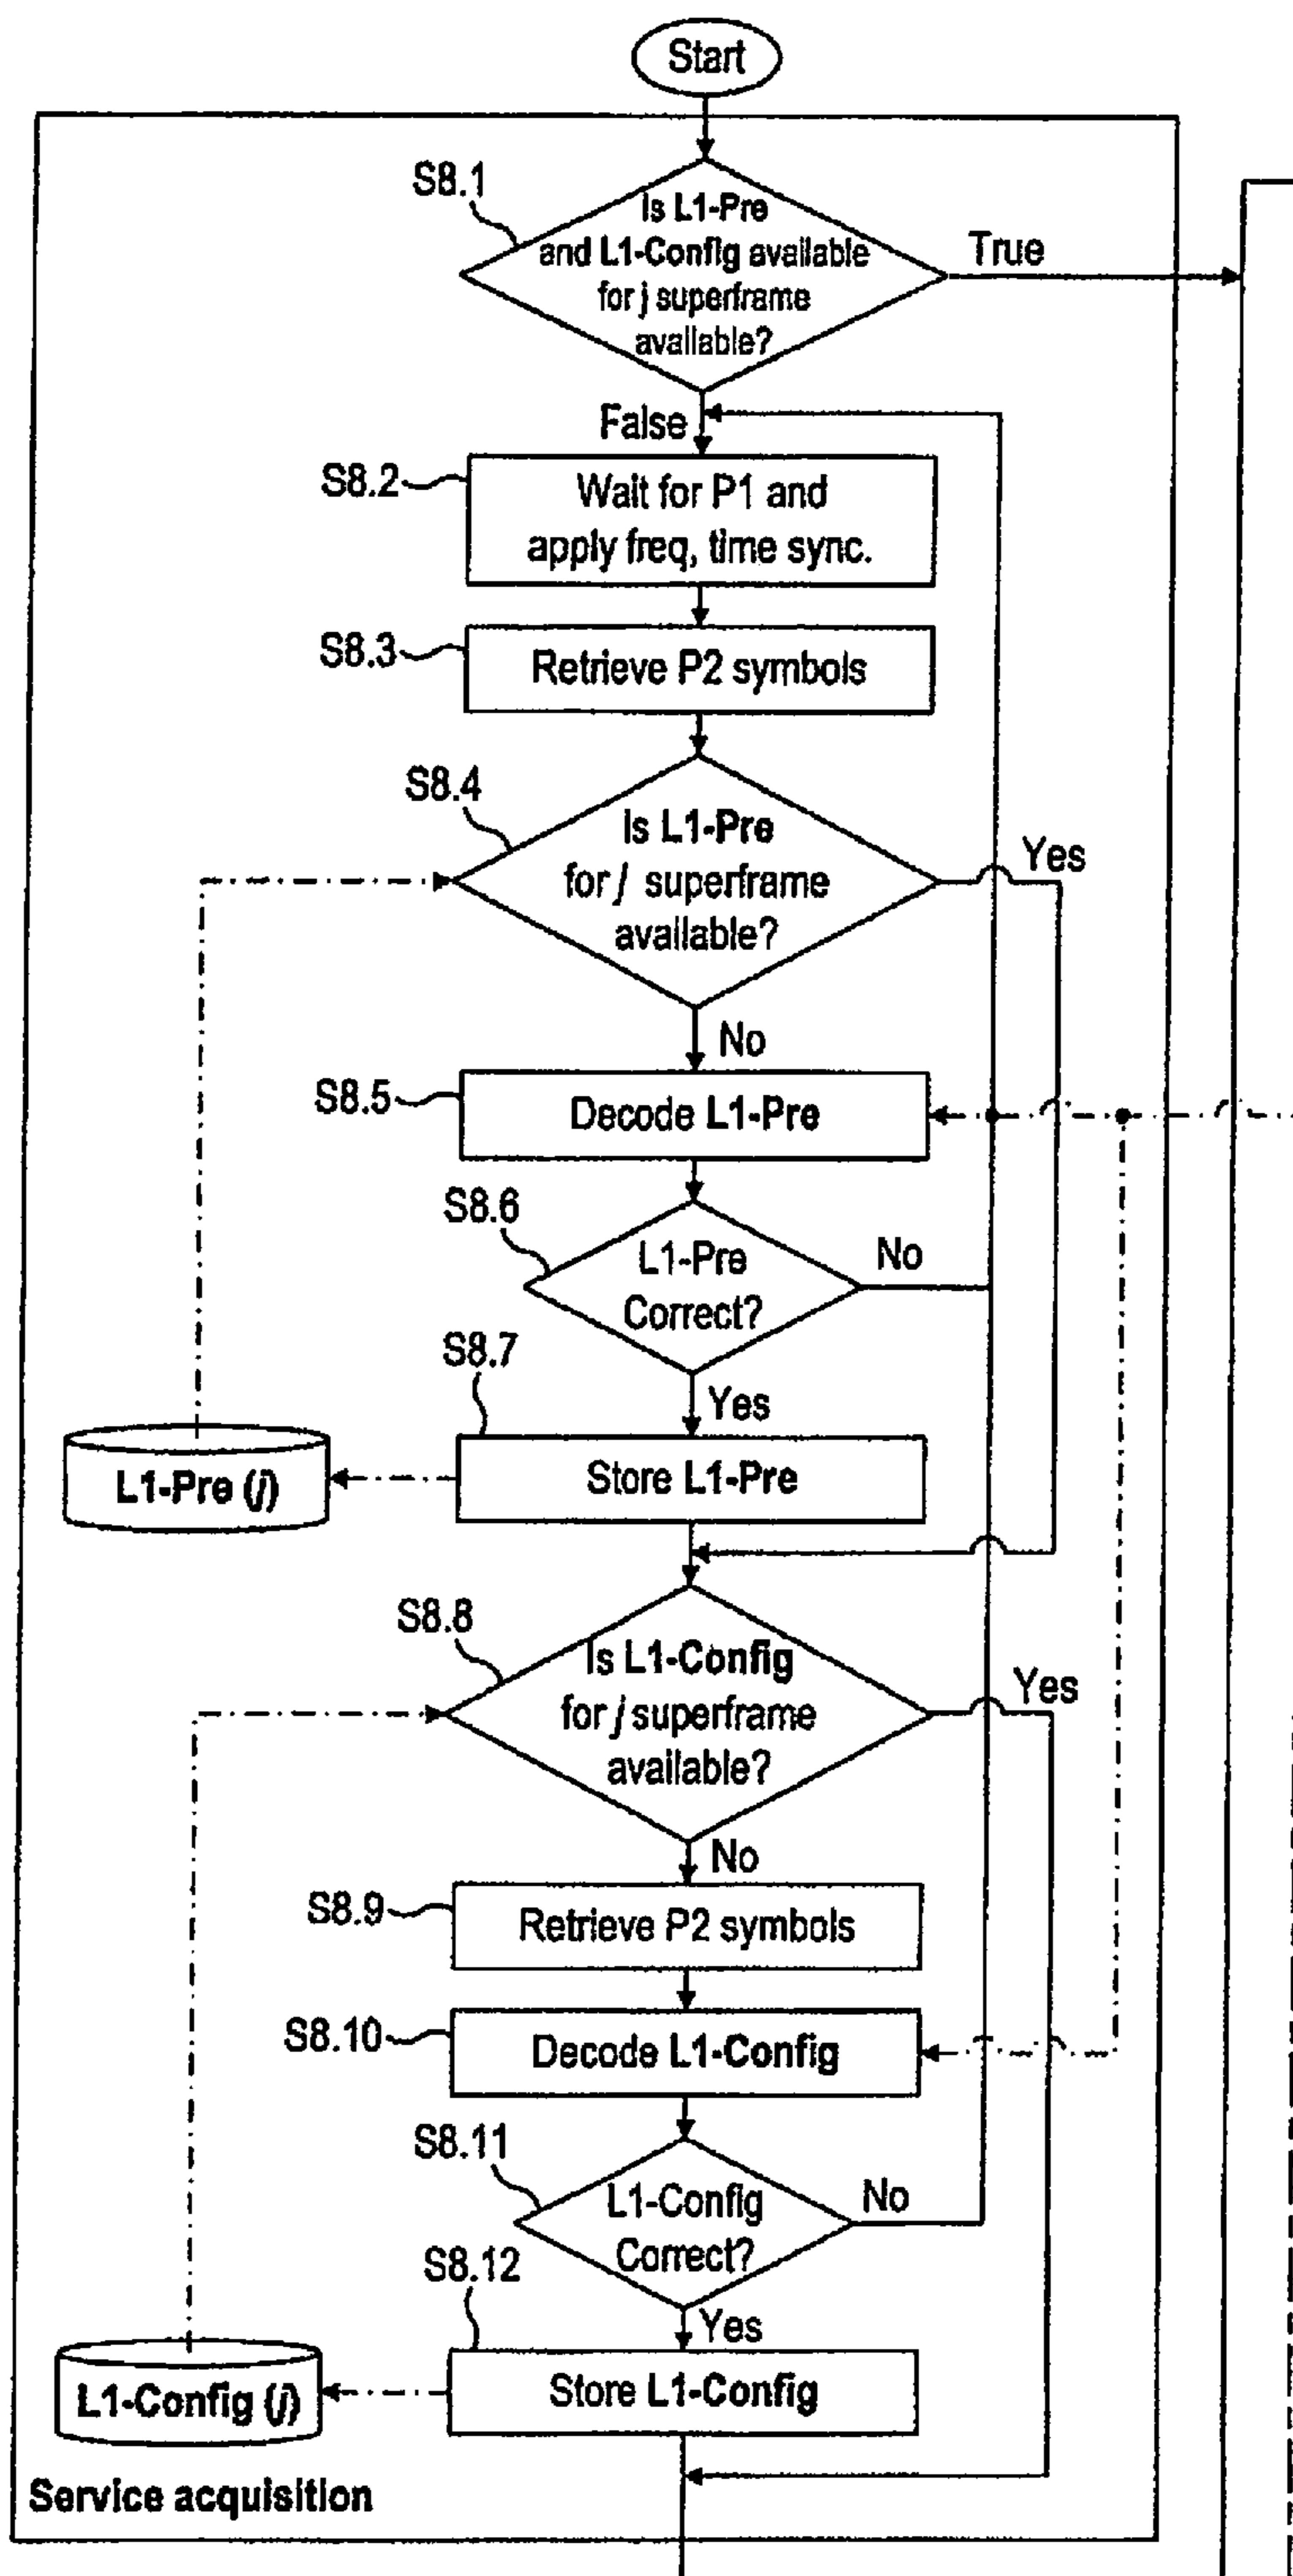 Start
S8.1
Is L1-Pre
and L1-Config available
for j superframe
available?
True
False
S8.2
Wait for P1 and
apply freq, time sync.
S8.3
Retrieve P2 symbols
S8.4
Is L1-Pre
for j superframe
available?
Yes
No
S8.5
Decode L1-Pre
S8.6
L1-Pre
Correct?
No
S8.7
Yes
L1-Pre (j)
Store L1-Pre
S8.8
Is L1-Config
for j superframe
available?
Yes
No
S8.9
Retrieve P2 symbols
S8.10
Decode L1-Config
S8.11
L1-Config
Correct?
No
S8.12
Yes
L1-Config (j)
Store L1-Config
Service acquisition